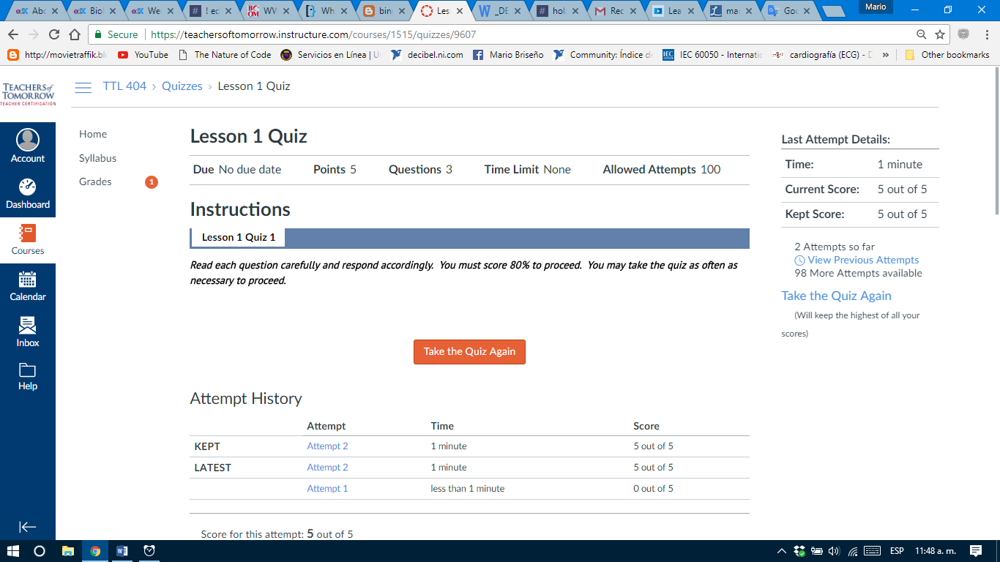 Abc
Biol
We
! ec
WV
Wh
bin
Les
_DE
hol
Rec
Lea
ma
Goo
Mario
Secure https://teachersoftomorrow.instructure.com/courses/1515/quizzes/9607
http://movietraffik.bl YouTube The Nature of Code Servicios en Línea | U decibel.ni.com Mario Briseño Community: Índice de IEC 60050 - Internatio cardiografía (ECG) - D » Other bookmarks
TEACHERS of
TOMORROW
TEACHER CERTIFICATION
TTL 404 › Quizzes › Lesson 1 Quiz
Account
Dashboard
Courses
Calendar
Inbox
Help
Home
Syllabus
Grades 1
Lesson 1 Quiz
Due No due date Points 5 Questions 3 Time Limit None Allowed Attempts 100
Instructions
Lesson 1 Quiz 1
Read each question carefully and respond accordingly. You must score 80% to proceed. You may take the quiz as often as
necessary to proceed.
Take the Quiz Again
Attempt History
Attempt Time Score
KEPT Attempt 2 1 minute 5 out of 5
LATEST Attempt 2 1 minute 5 out of 5
Attempt 1 less than 1 minute 0 out of 5
Score for this attempt: 5 out of 5
Last Attempt Details:
Time: 1 minute
Current Score: 5 out of 5
Kept Score: 5 out of 5
2 Attempts so far
View Previous Attempts
98 More Attempts available
Take the Quiz Again
(Will keep the highest of all your
scores)
ESP 11:48 a. m.